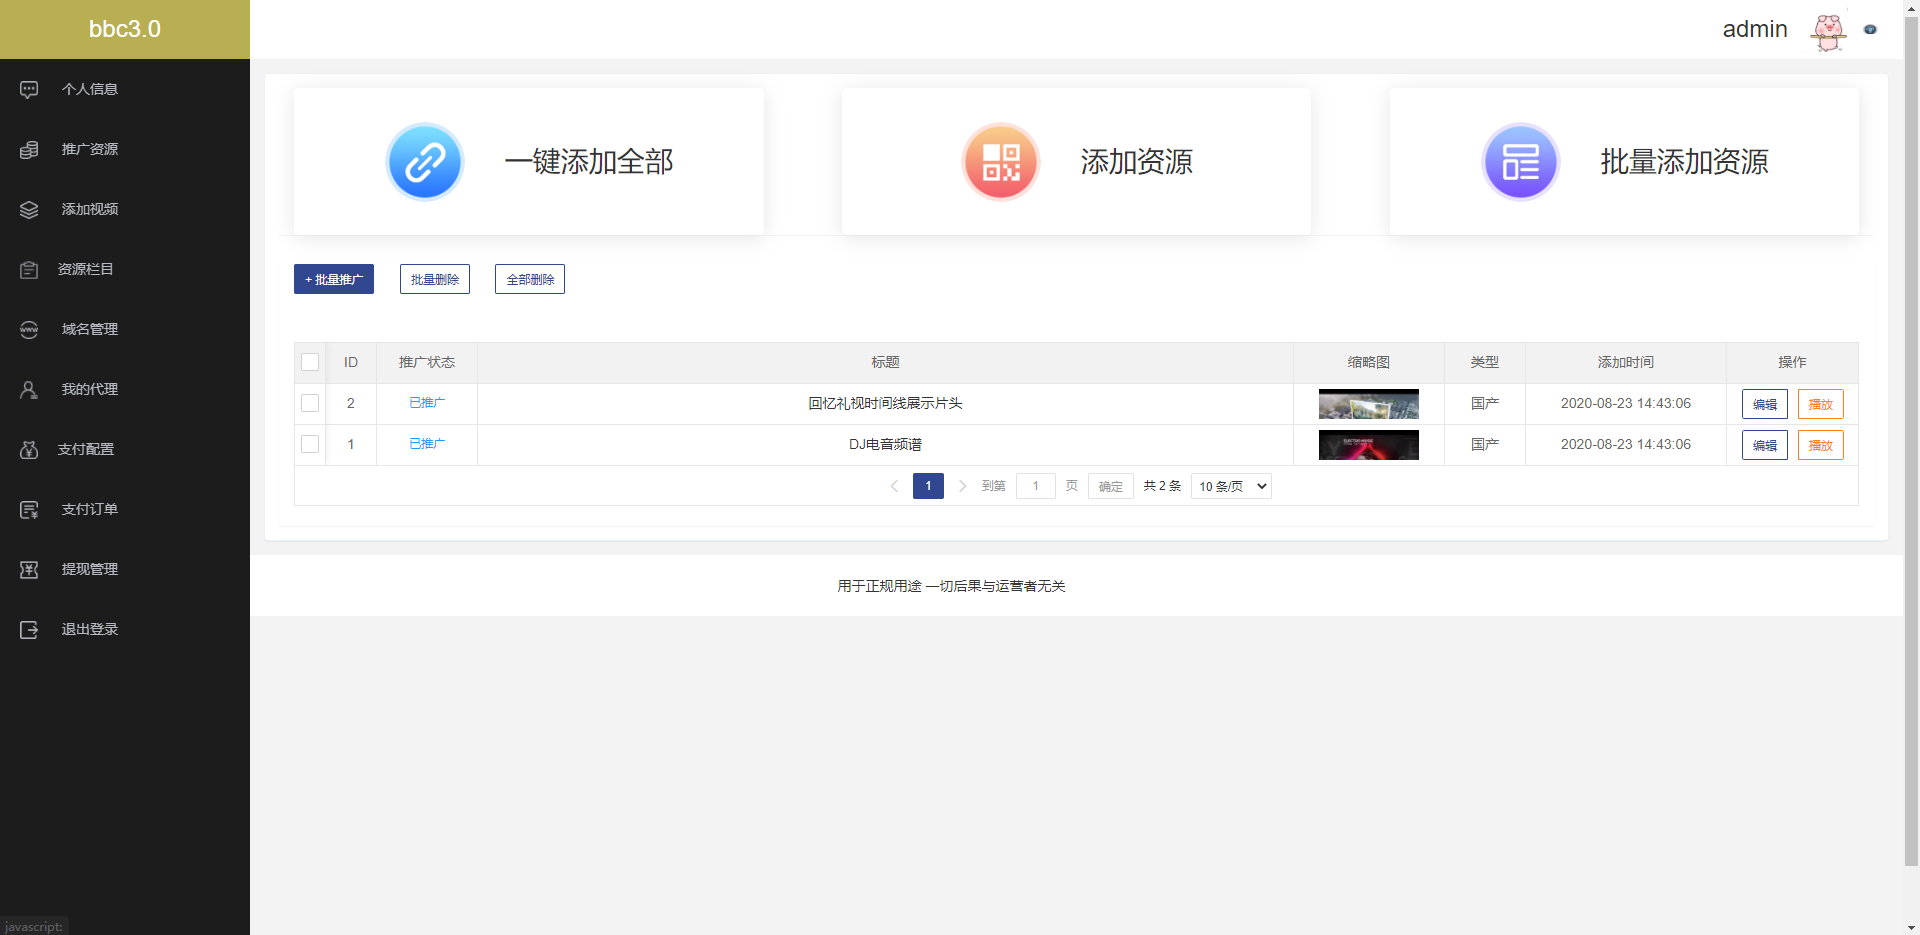 bbc3.0
admin
个人信息
推广资源
添加视频
资源栏目
域名管理
我的代理
支付配置
支付订单
提现管理
退出登录
一键添加全部
添加资源
批量添加资源
+ 批量推广
批量删除
全部删除
ID 推广状态 标题 缩略图 类型 添加时间 操作
2 已推广 回忆礼视时间线展示片头 国产 2020-08-23 14:43:06 编辑 播放
1 已推广 DJ电音频谱 国产 2020-08-23 14:43:06 编辑 播放
1 到第 1 页 确定 共 2 条 10 条/页
用于正规用途 一切后果与运营者无关
javascript: